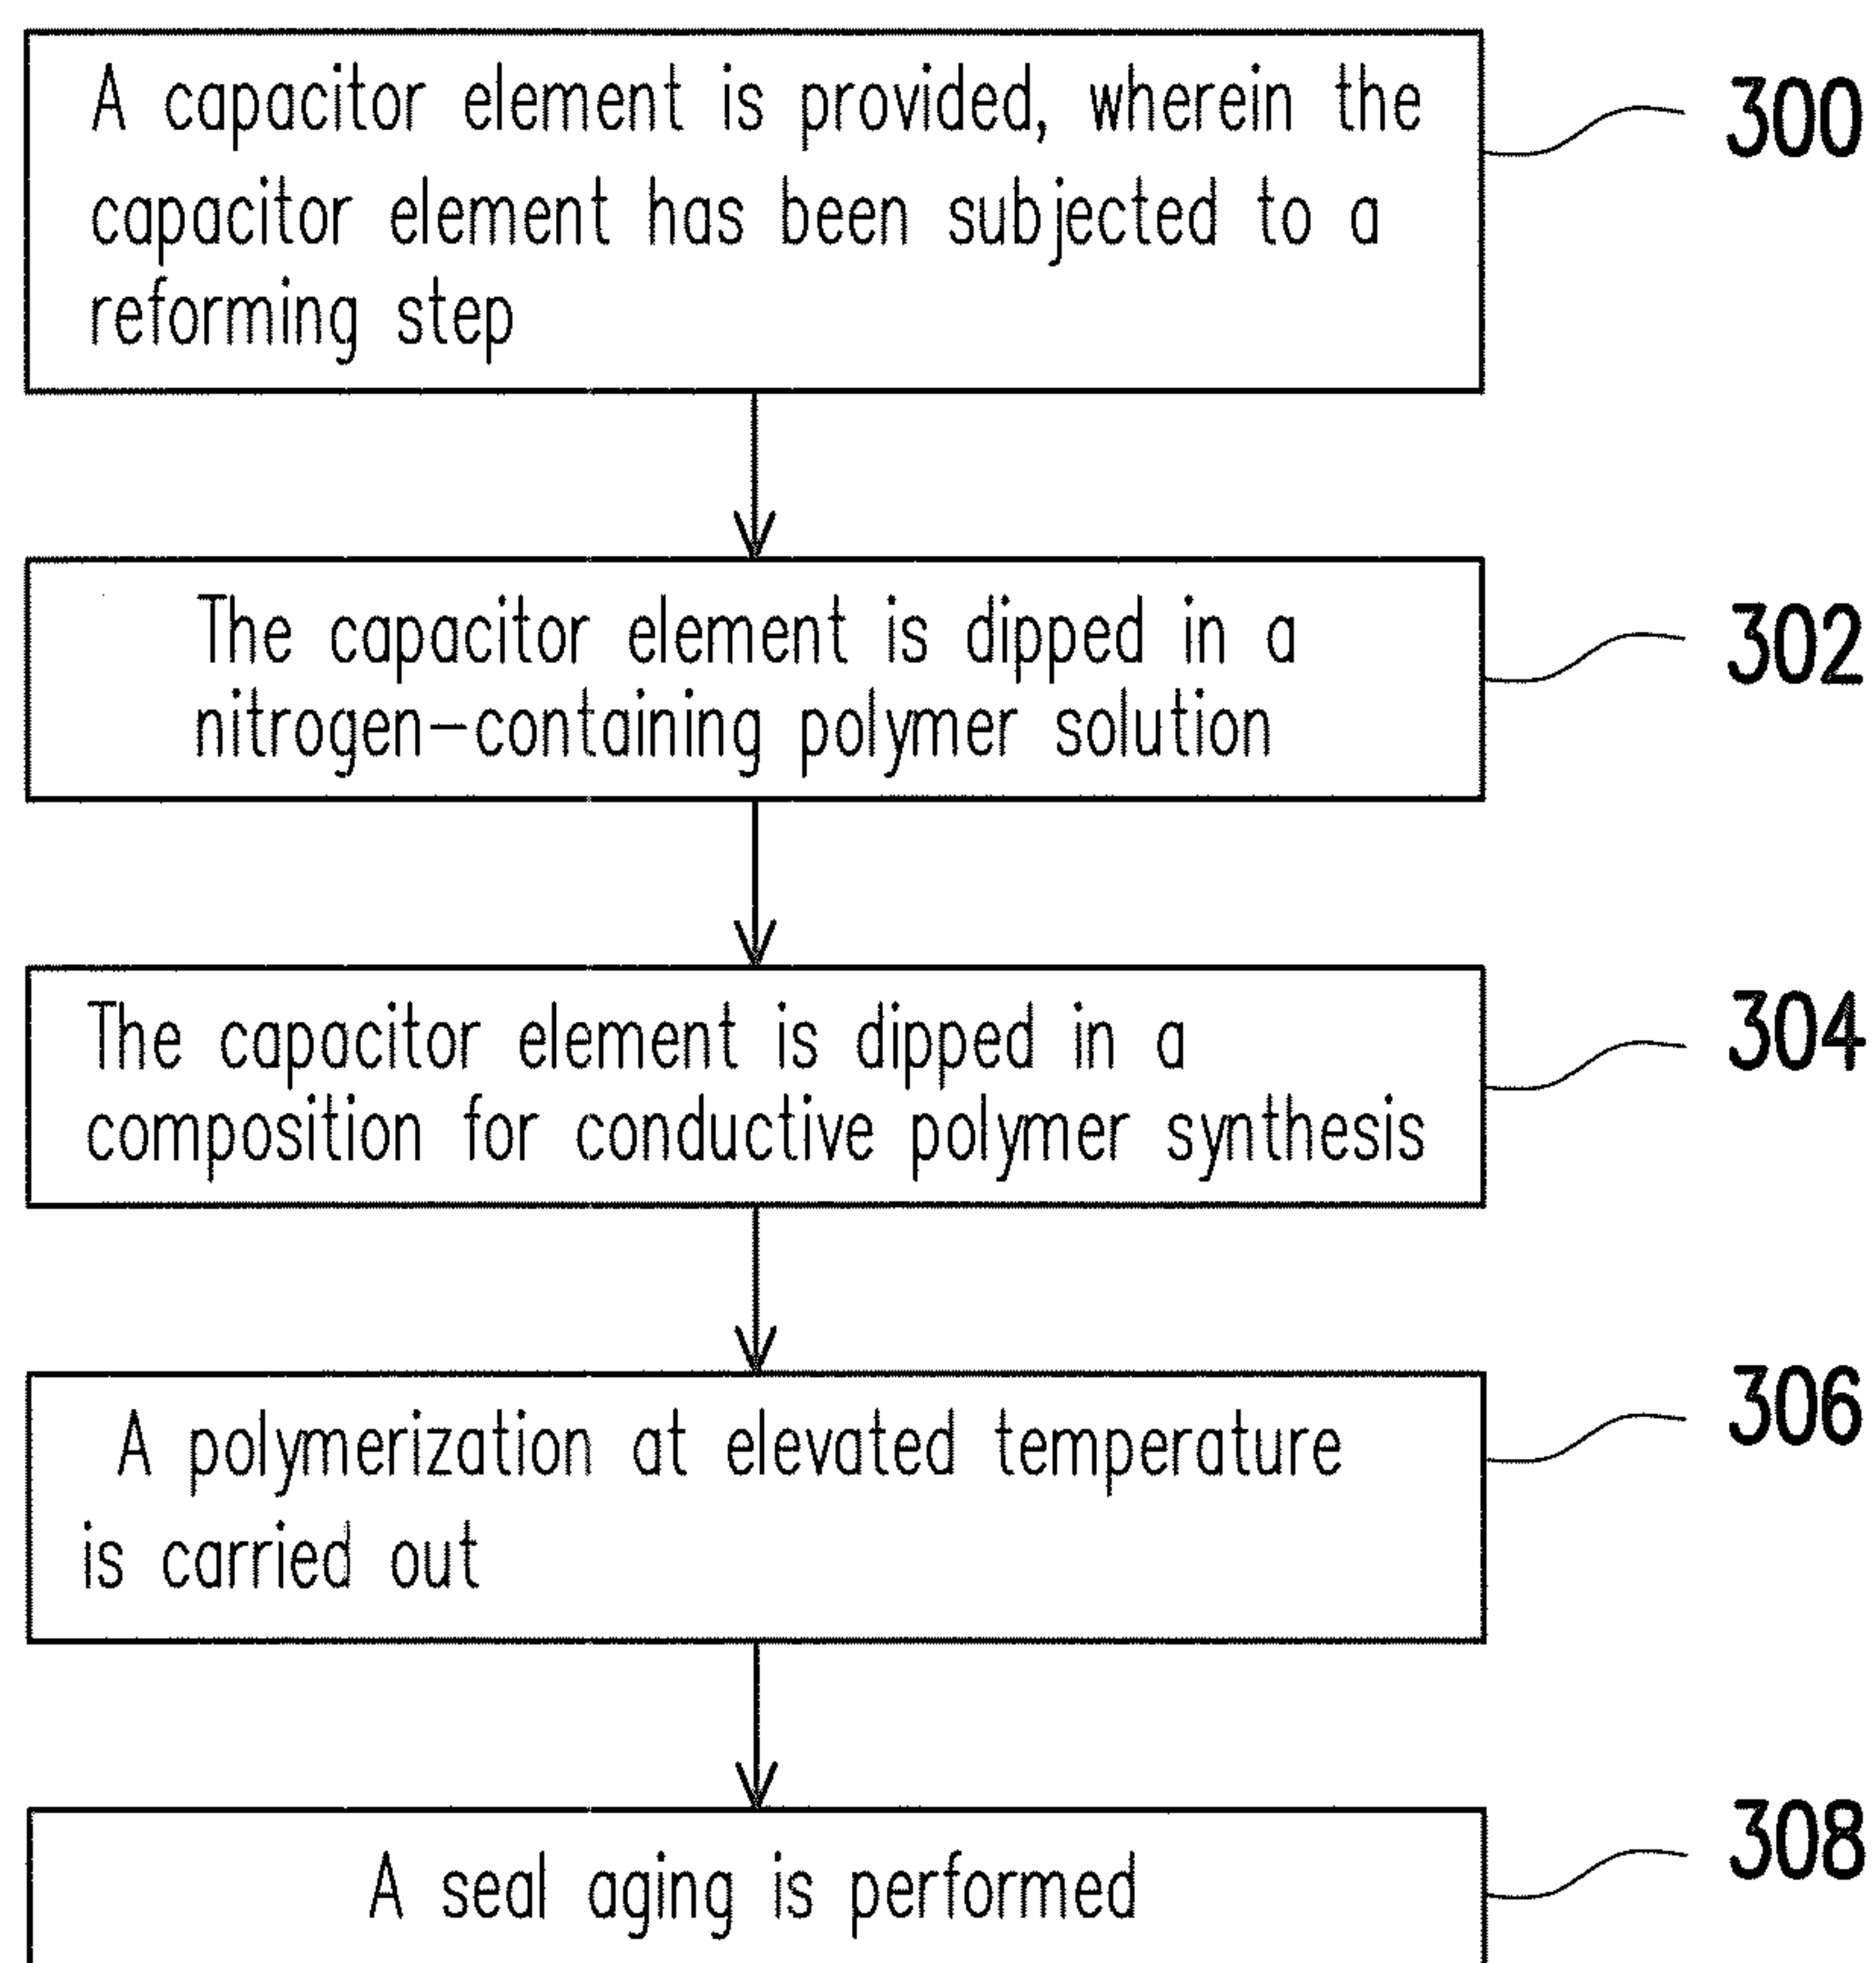 A capacitor element is provided, wherein the
capacitor element has been subjected to a
reforming step
300
The capacitor element is dipped in a
nitrogen-containing polymer solution
302
The capacitor element is dipped in a
composition for conductive polymer synthesis
304
A polymerization at elevated temperature
is carried out
306
A seal aging is performed
308